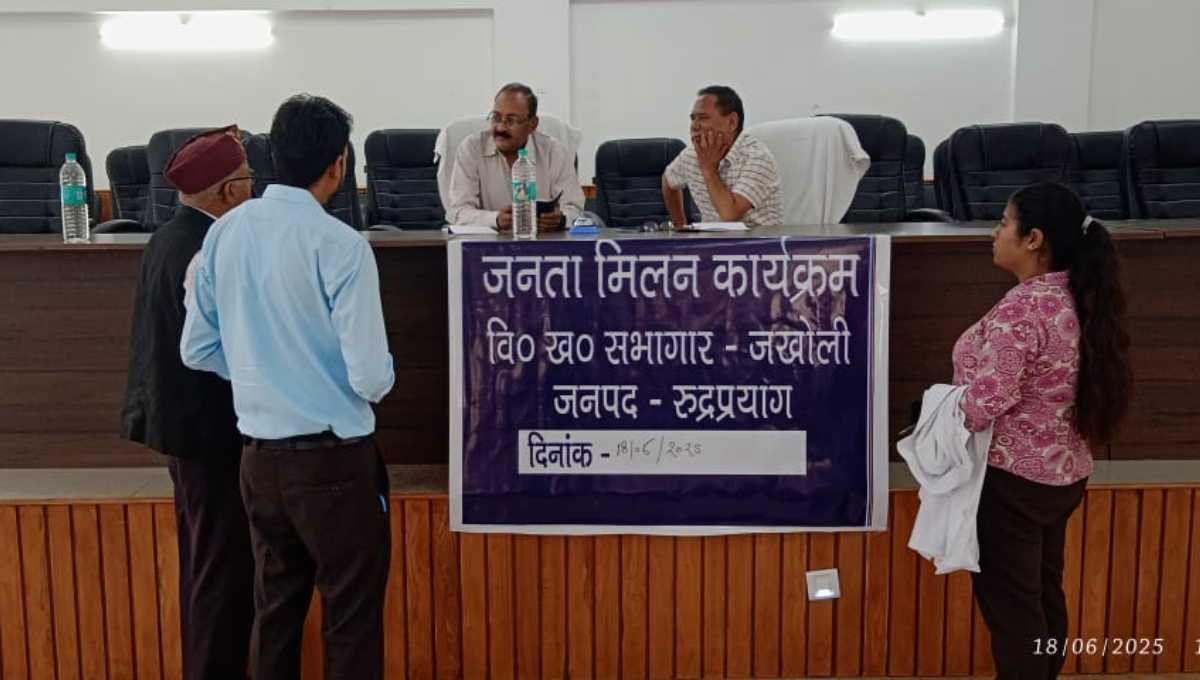 जनता मिलन कार्यक्रम
वि० ख० सभागार - जखोली
जनपद - रुद्रप्रयांग
दिनांक - 18/06/2025
18/06/2025